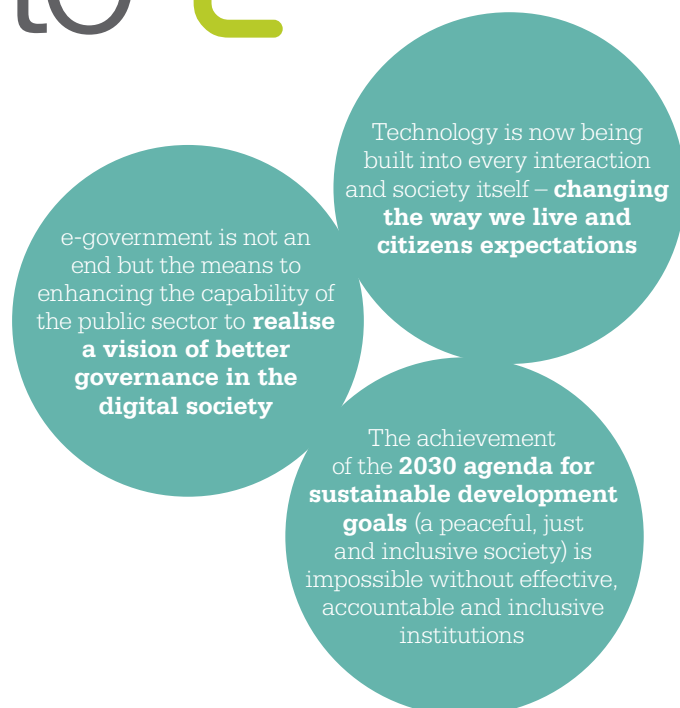 to
Technology is now being
built into every interaction
and society itself – changing
the way we live and
citizens expectations
e-government is not an
end but the means to
enhancing the capability of
the public sector to realise
a vision of better
governance in the
digital society
The achievement
of the 2030 agenda for
sustainable development
goals (a peaceful, just
and inclusive society) is
impossible without effective,
accountable and inclusive
institutions